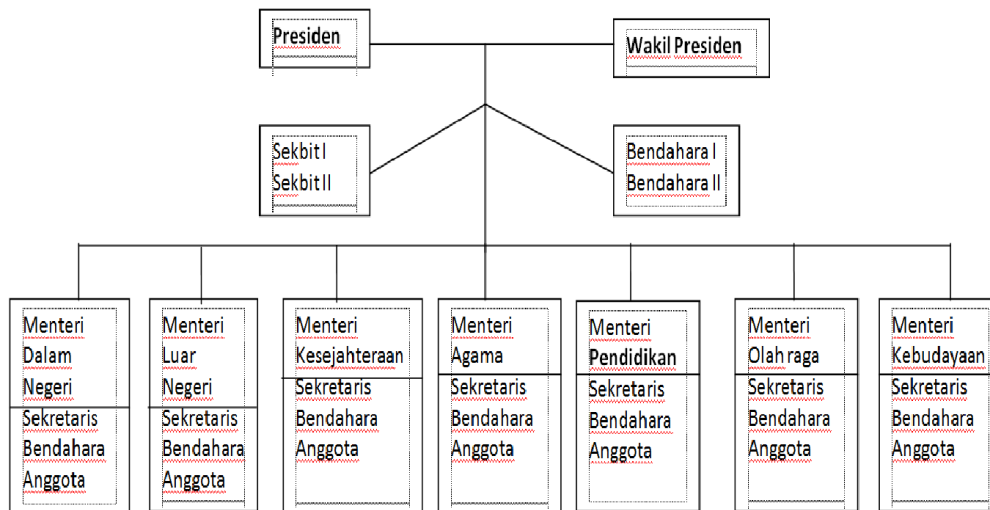 Presiden
Wakil Presiden
Sekbit I
Sekbit II
Bendahara I
Bendahara II
Menteri
Dalam
Negeri
Sekretaris
Bendahara
Anggota
Menteri
Luar
Negeri
Sekretaris
Bendahara
Anggota
Menteri
Kesejahteraan
Sekretaris
Bendahara
Anggota
Menteri
Agama
Sekretaris
Bendahara
Anggota
Menteri
Pendidikan
Sekretaris
Bendahara
Anggota
Menteri
Olah raga
Sekretaris
Bendahara
Anggota
Menteri
Kebudayaan
Sekretaris
Bendahara
Anggota